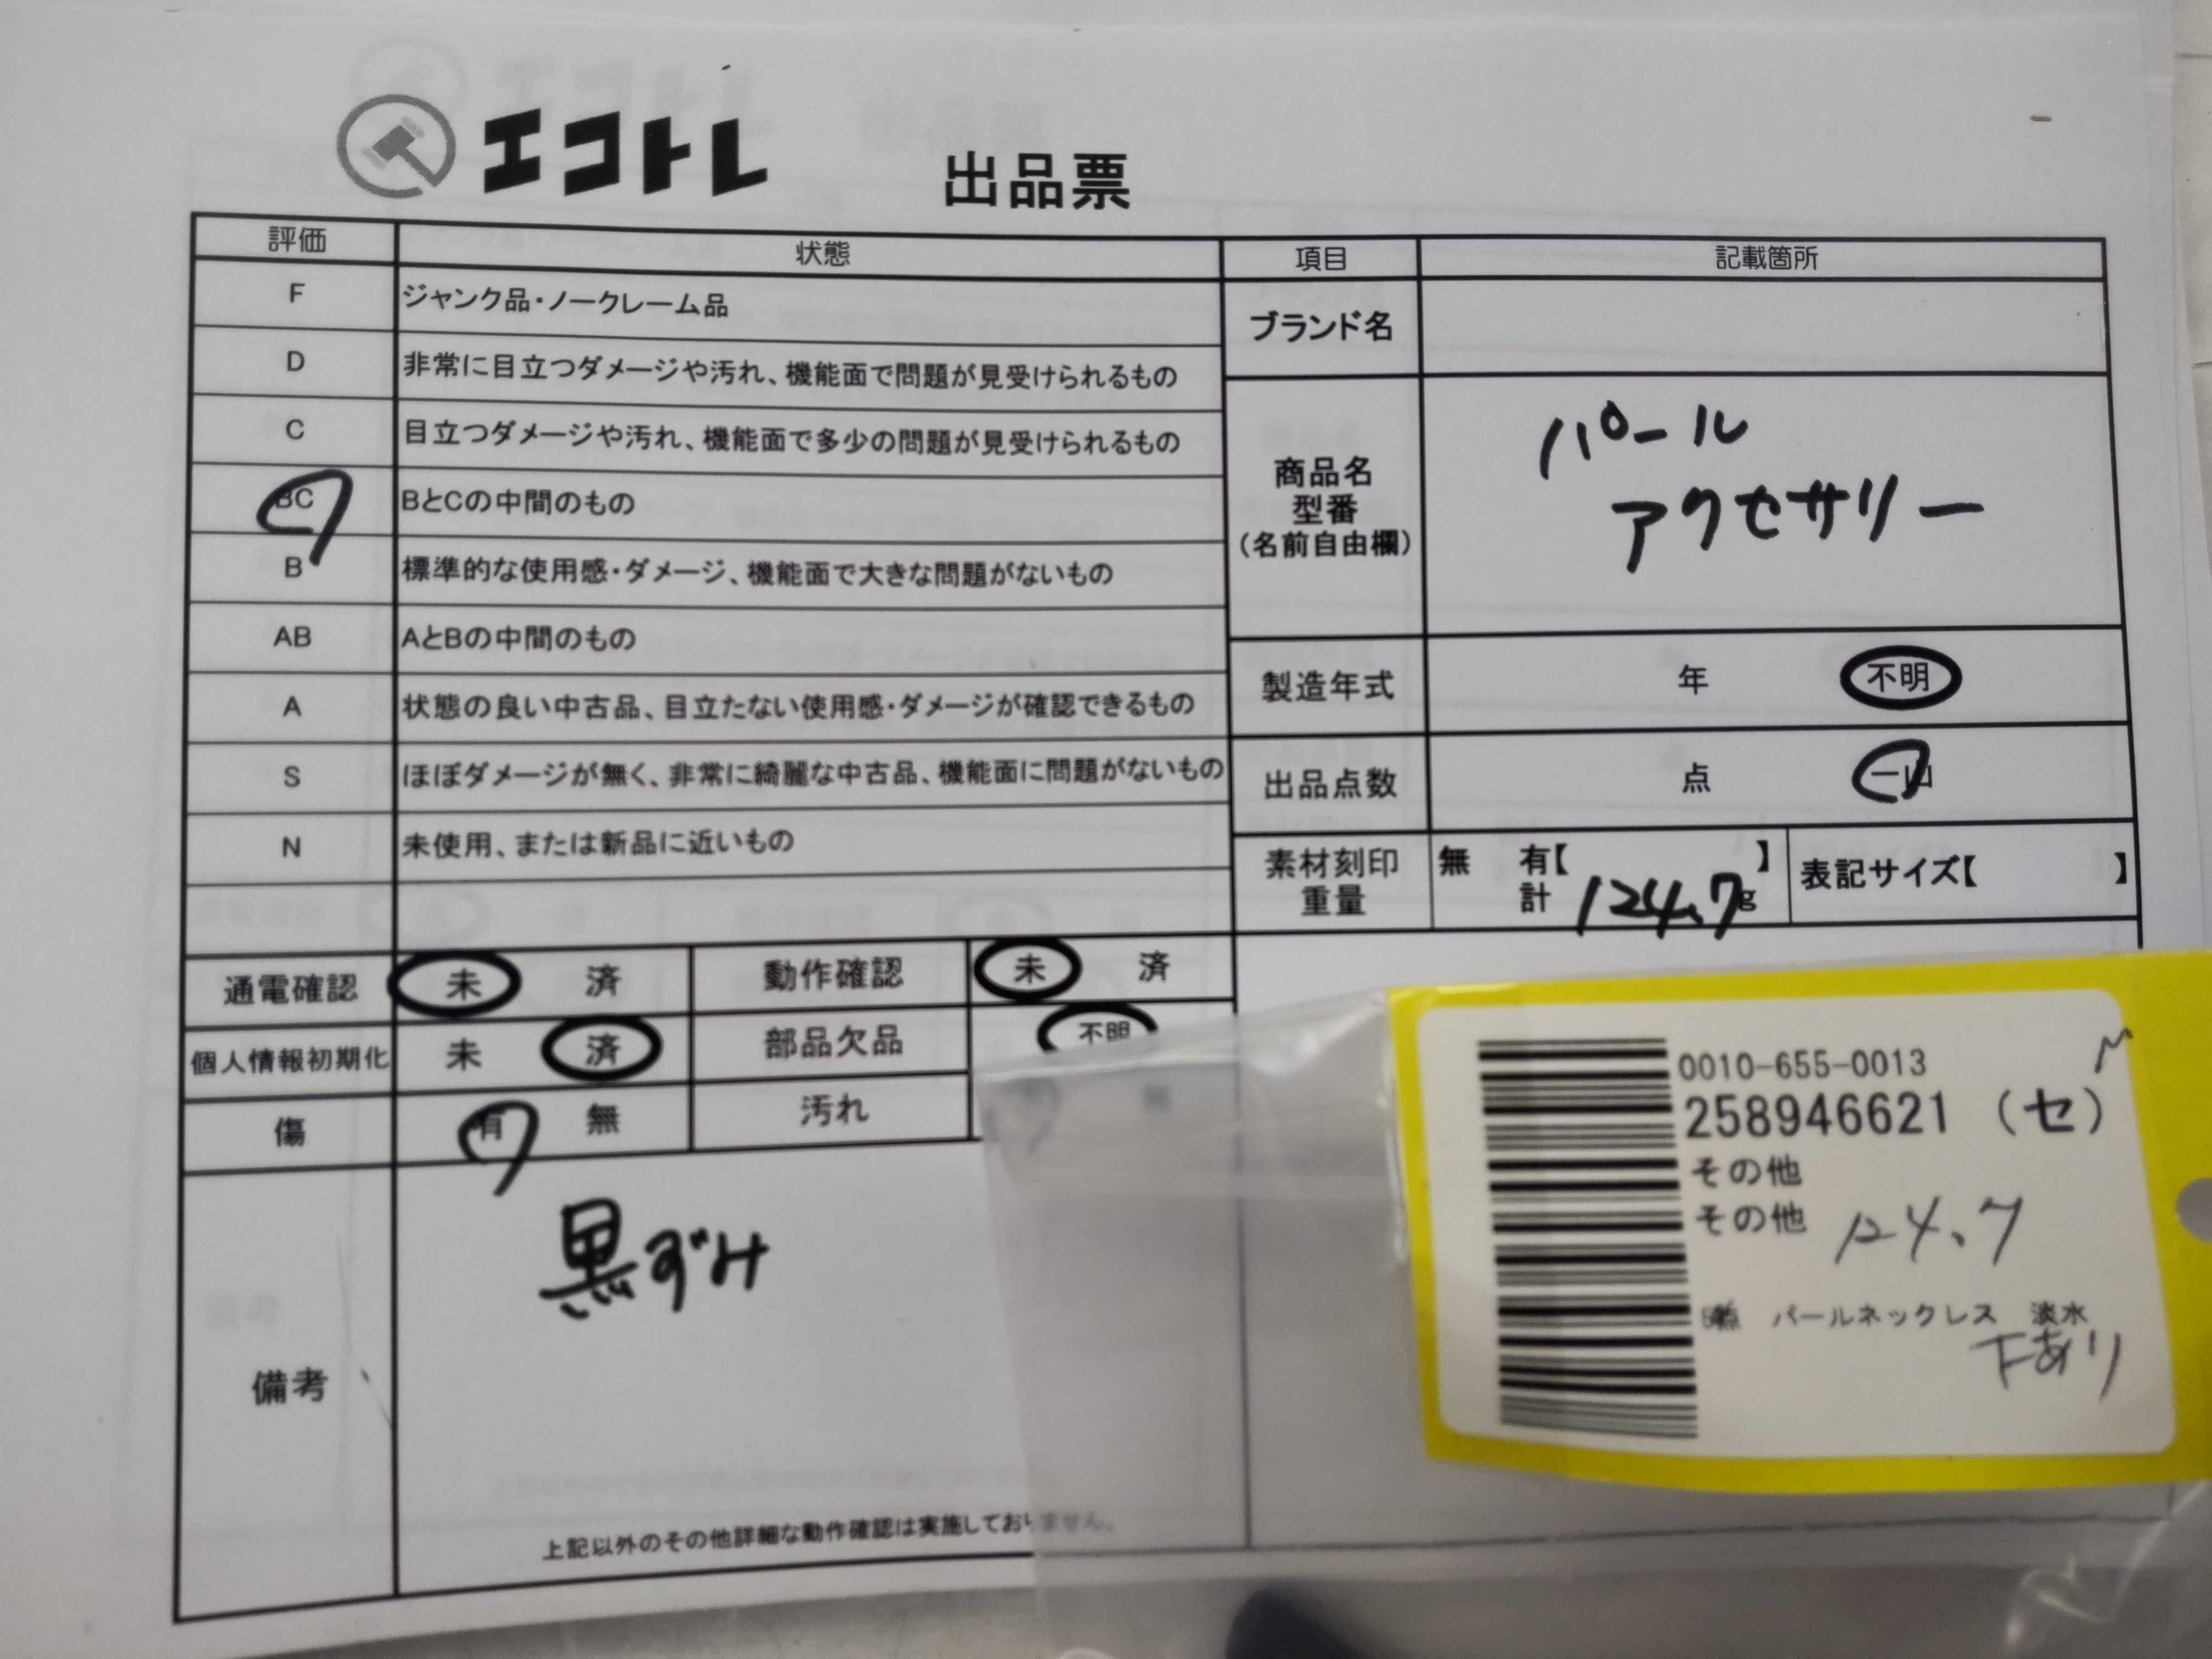 エコトレ 出品票
評価 状態 項目 記載箇所
F ジャンク品・ノークレーム品
D 非常に目立つダメージや汚れ、機能面で問題が見受けられるもの
C 目立つダメージや汚れ、機能面で多少の問題が見受けられるもの
BC BとCの中間のもの
B 標準的な使用感・ダメージ、機能面で大きな問題がないもの
AB AとBの中間のもの
A 状態の良い中古品、目立たない使用感・ダメージが確認できるもの
S ほぼダメージが無く、非常に綺麗な中古品、機能面に問題がないもの
N 未使用、または新品に近いもの
ブランド名
商品名
型番
(名前自由欄)
パール
アクセサリー
製造年式 年 不明
出品点数 点 一山
素材刻印 無 有【 】 表記サイズ【 】
重量 計 124.7g
通電確認 未 済 動作確認 未 済
個人情報初期化 未 済 部品欠品 不明
傷 有 無 汚れ 無
備考
黒ずみ
上記以外のその他詳細な動作確認は実施しておりません。
0010-655-0013
258946621 (セ)
その他
その他 124.7
パールネックレス 淡水
下あり